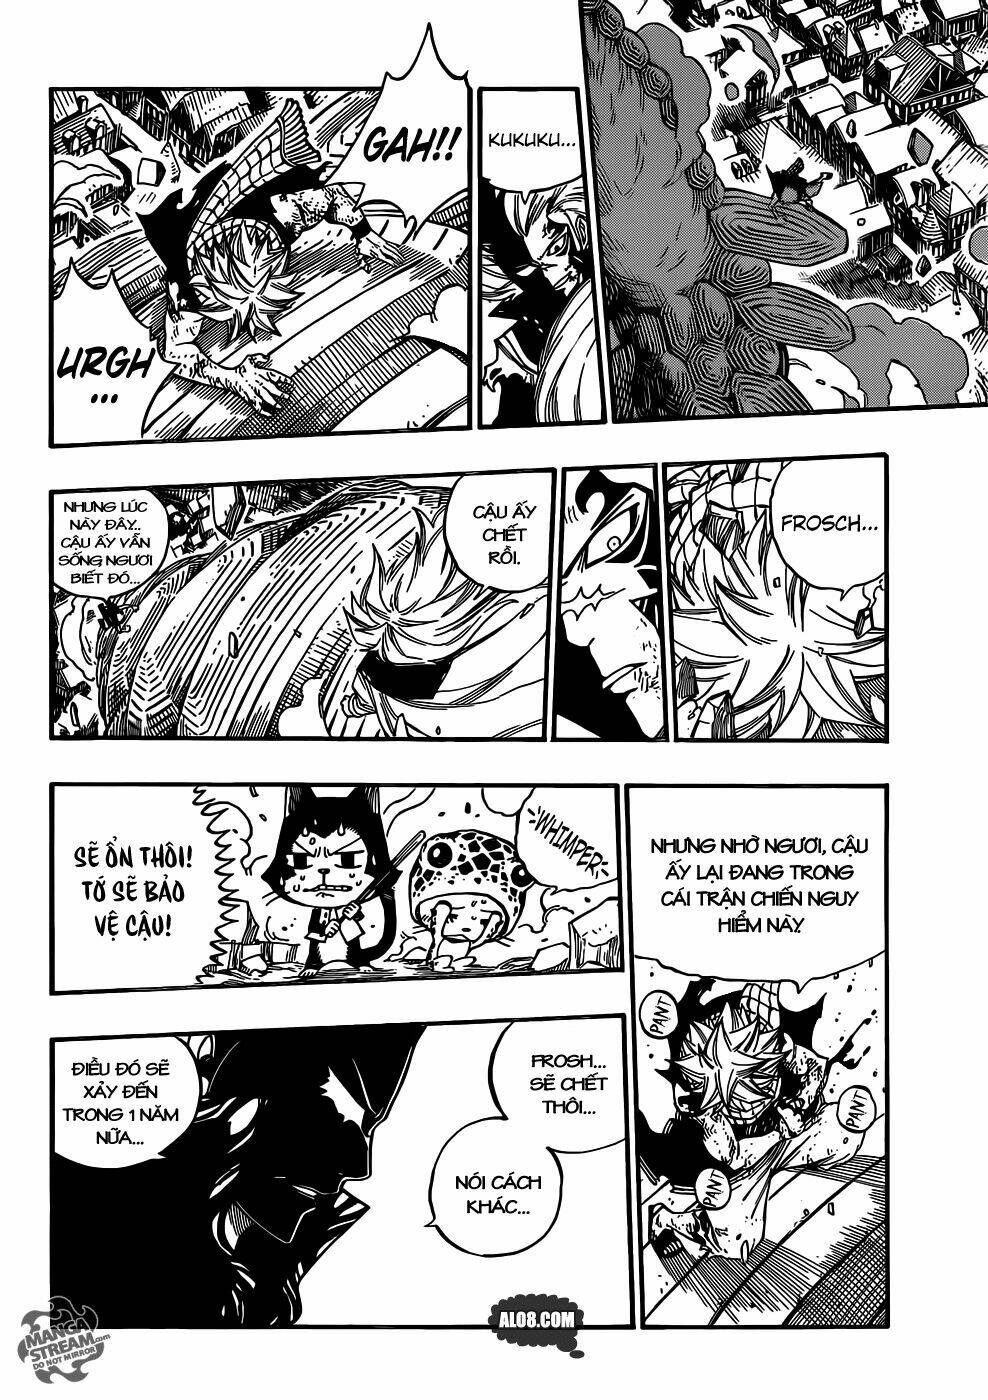 KUKUKU...
GAH!!
URGH
...
FROSCH...
CẬU ẤY
CHẾT
RỒI.
NHƯNG LÚC
NÀY ĐÂY..
CẬU ẤY VẪN
SỐNG NGƯƠI
BIẾT ĐÓ...
NHƯNG NHỜ NGƯƠI, CẬU
ẤY LẠI ĐANG TRONG
CÁI TRẬN CHIẾN NGUY
HIỂM NÀY.
PANT
PANT
PANT
WHIMPER
SẼ ỔN THÔI!
TỚ SẼ BẢO
VỆ CẬU!
FROSH...
SẼ CHẾT
THÔI...
NÓI CÁCH
KHÁC...
ĐIỀU ĐÓ SẼ
XẢY ĐẾN
TRONG 1 NĂM
NỮA...
MANGA
STREAM.com
DO NOT MIRROR
ALO8.COM